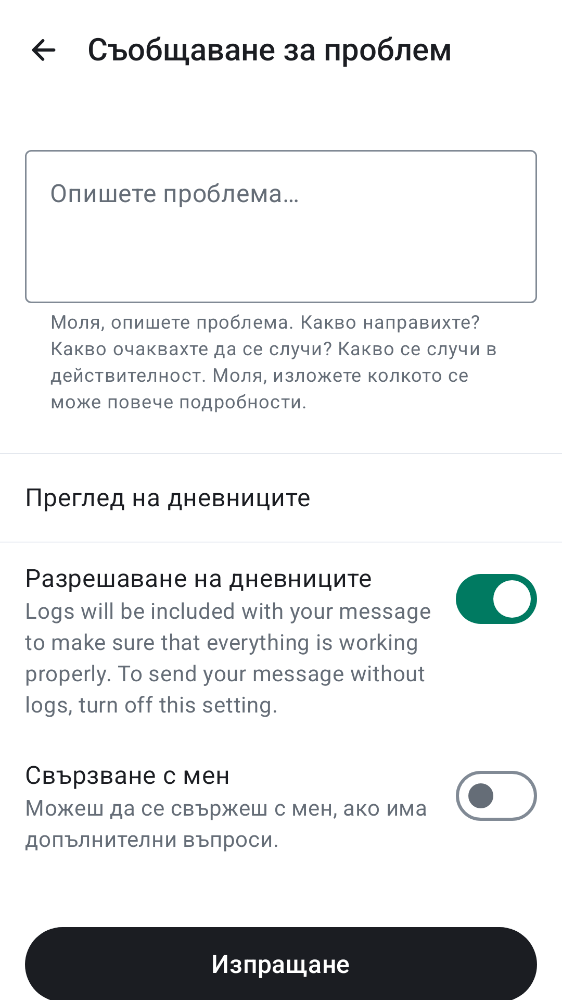 Съобщаване за проблем
Опишете проблема…
Моля, опишете проблема. Какво направихте?
Какво очаквахте да се случи? Какво се случи в
действителност. Моля, изложете колкото се
може повече подробности.
Преглед на дневниците
Разрешаване на дневниците
Logs will be included with your message
to make sure that everything is working
properly. To send your message without
logs, turn off this setting.
Свързване с мен
Можеш да се свържеш с мен, ако има
допълнителни въпроси.
Изпращане